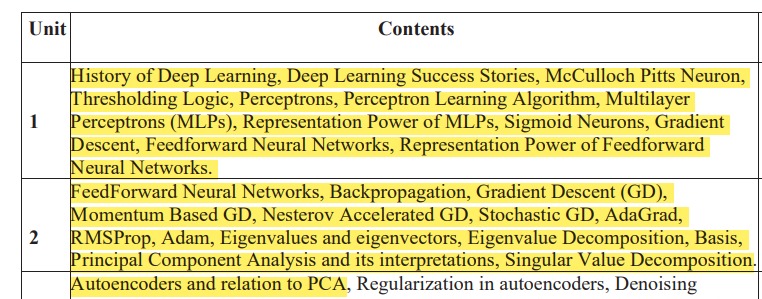 Unit Contents
History of Deep Learning, Deep Learning Success Stories, McCulloch Pitts Neuron,
Thresholding Logic, Perceptrons, Perceptron Learning Algorithm, Multilayer
1 Perceptrons (MLPs), Representation Power of MLPs, Sigmoid Neurons, Gradient
Descent, Feedforward Neural Networks, Representation Power of Feedforward
Neural Networks.
FeedForward Neural Networks, Backpropagation, Gradient Descent (GD),
Momentum Based GD, Nesterov Accelerated GD, Stochastic GD, AdaGrad,
2 RMSProp, Adam, Eigenvalues and eigenvectors, Eigenvalue Decomposition, Basis,
Principal Component Analysis and its interpretations, Singular Value Decomposition.
Autoencoders and relation to PCA, Regularization in autoencoders, Denoising